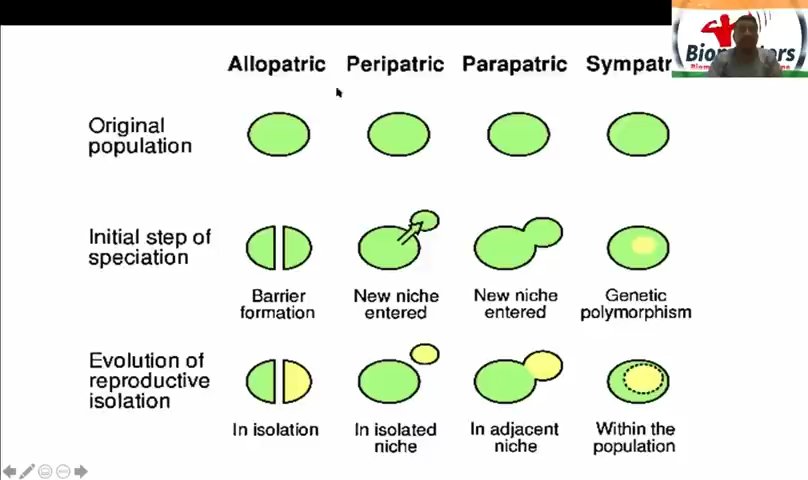 Allopatric Peripatric Parapatric Sympatr
Original
population
Initial step of
speciation
Barrier
formation
New niche
entered
New niche
entered
Genetic
polymorphism
Evolution of
reproductive
isolation
In isolation
In isolated
niche
In adjacent
niche
Within the
population